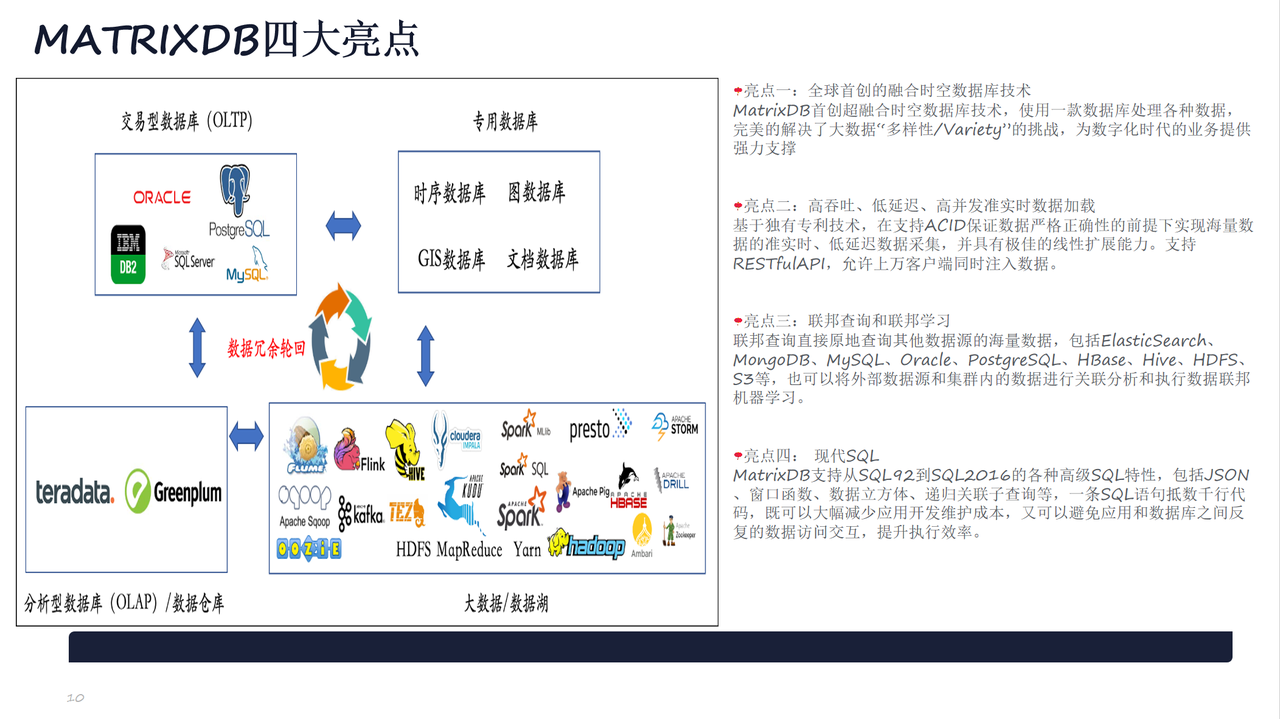 MATRIXDB四大亮点
交易型数据库 (OLTP)
专用数据库
ORACLE
PostgreSQL
IBM
DB2
Microsoft
SQL Server
MySQL
时序数据库 图数据库
GIS数据库 文档数据库
数据冗余轮回
teradata.
Greenplum
FLUME
Flink
HIVE
cloudera
IMPALA
Spark MLlib
presto
APACHE
STORM
Spark SQL
Apache Sqoop
kafka
TEZ
APACHE
KUDU
APACHE
Spark
Apache Pig
APACHE
HBASE
APACHE
DRILL
OOZIE
HDFS MapReduce Yarn
hadoop
Ambari
Apache
Zookeeper
分析型数据库 (OLAP) /数据仓库
大数据/数据湖
亮点一：全球首创的融合时空数据库技术
MatrixDB首创超融合时空数据库技术，使用一款数据库处理各种数据，
完美的解决了大数据“多样性/Variety”的挑战，为数字化时代的业务提供
强力支撑
亮点二：高吞吐、低延迟、高并发准实时数据加载
基于独有专利技术，在支持ACID保证数据严格正确性的前提下实现海量数
据的准实时、低延迟数据采集，并具有极佳的线性扩展能力。支持
RESTfulAPI，允许上万客户端同时注入数据。
亮点三：联邦查询和联邦学习
联邦查询直接原地查询其他数据源的海量数据，包括ElasticSearch、
MongoDB、MySQL、Oracle、PostgreSQL、HBase、Hive、HDFS、
S3等，也可以将外部数据源和集群内的数据进行关联分析和执行数据联邦
机器学习。
亮点四： 现代SQL
MatrixDB支持从SQL92到SQL2016的各种高级SQL特性，包括JSON
、窗口函数、数据立方体、递归关联子查询等，一条SQL语句抵数千行代
码，既可以大幅减少应用开发维护成本，又可以避免应用和数据库之间反
复的数据访问交互，提升执行效率。
10